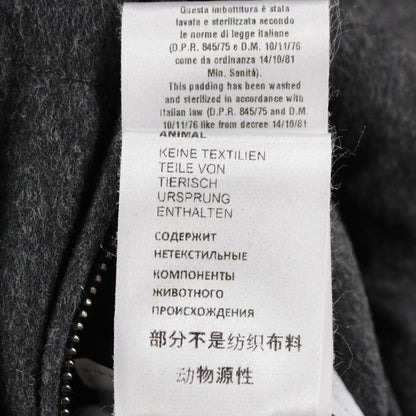 Questa imbottitura è stata
lavata e sterilizzata secondo
le norme di legge italiane
(D.P.R. 845/75 e D.M. 10/11/76
come da ordinanza 14/10/81
Min. Sanità).
This padding has been washed
and sterilized in accordance with
italian law (D.P.R. 845/75 and D.M.
10/11/76 like from decree 14/10/81
ANIMAL
KEINE TEXTILIEN
TEILE VON
TIERISCH
URSPRUNG
ENTHALTEN
СОДЕРЖИТ
НЕТЕКСТИЛЬНЫЕ
КОМПОНЕНТЫ
ЖИВОТНОГО
ПРОИСХОЖДЕНИЯ
部分不是纺织布料
动物源性